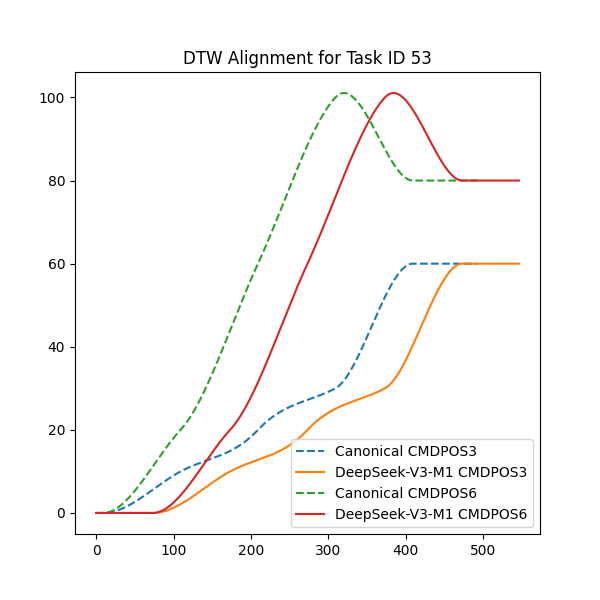 DTW Alignment for Task ID 53
100
80
60
40
20
0
0 100 200 300 400 500
Canonical CMDPOS3
DeepSeek-V3-M1 CMDPOS3
Canonical CMDPOS6
DeepSeek-V3-M1 CMDPOS6